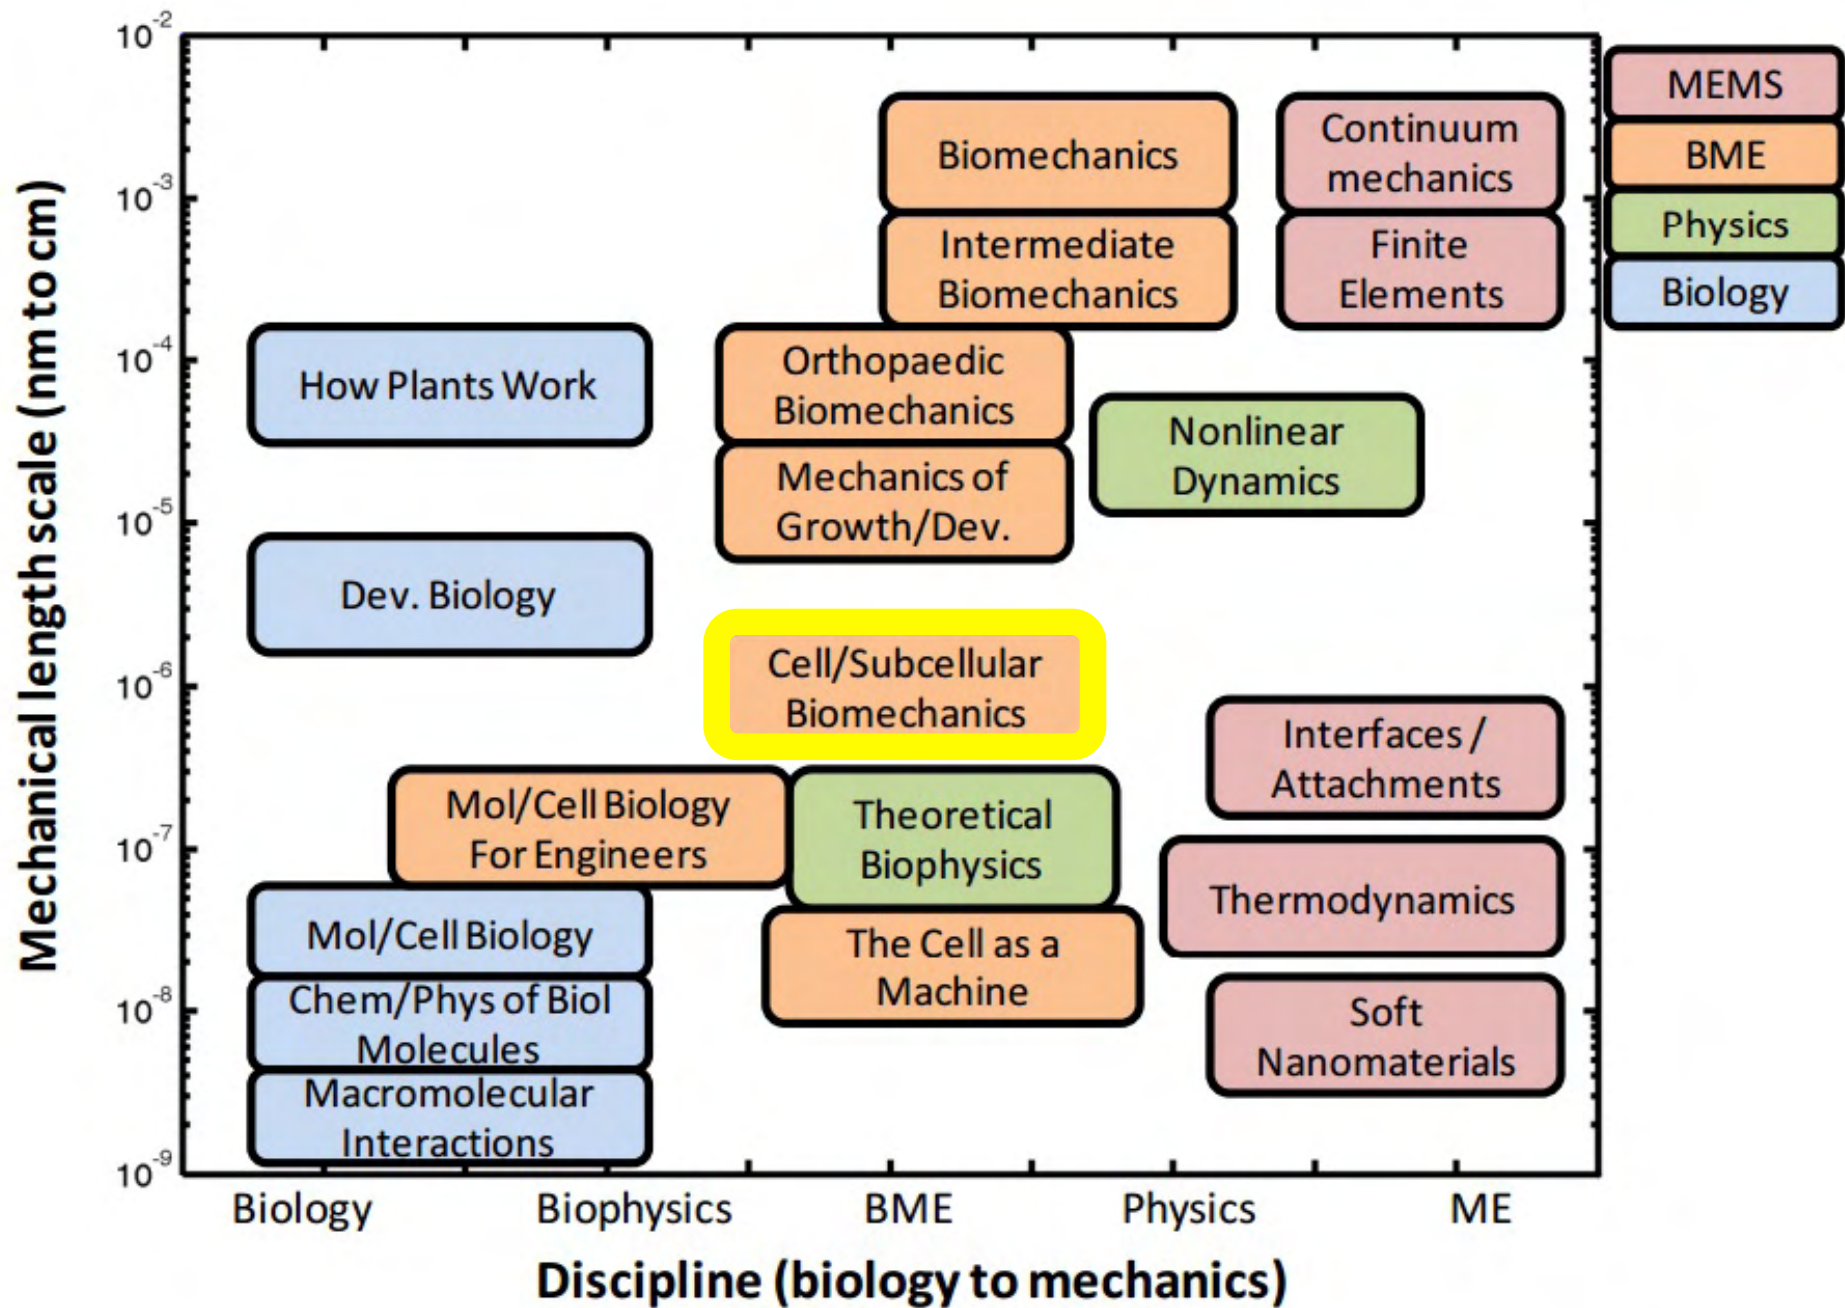 Mechanical length scale (nm to cm)
10-2
10-3
10-4
10-5
10-6
10-7
10-8
10-9
Biomechanics
Continuum
mechanics
Intermediate
Biomechanics
Finite
Elements
How Plants Work
Orthopaedic
Biomechanics
Nonlinear
Dynamics
Mechanics of
Growth/Dev.
Dev. Biology
Cell/Subcellular
Biomechanics
Interfaces /
Attachments
Mol/Cell Biology
For Engineers
Theoretical
Biophysics
Thermodynamics
Mol/Cell Biology
The Cell as a
Machine
Chem/Phys of Biol
Molecules
Soft
Nanomaterials
Macromolecular
Interactions
MEMS
BME
Physics
Biology
Biology Biophysics BME Physics ME
Discipline (biology to mechanics)